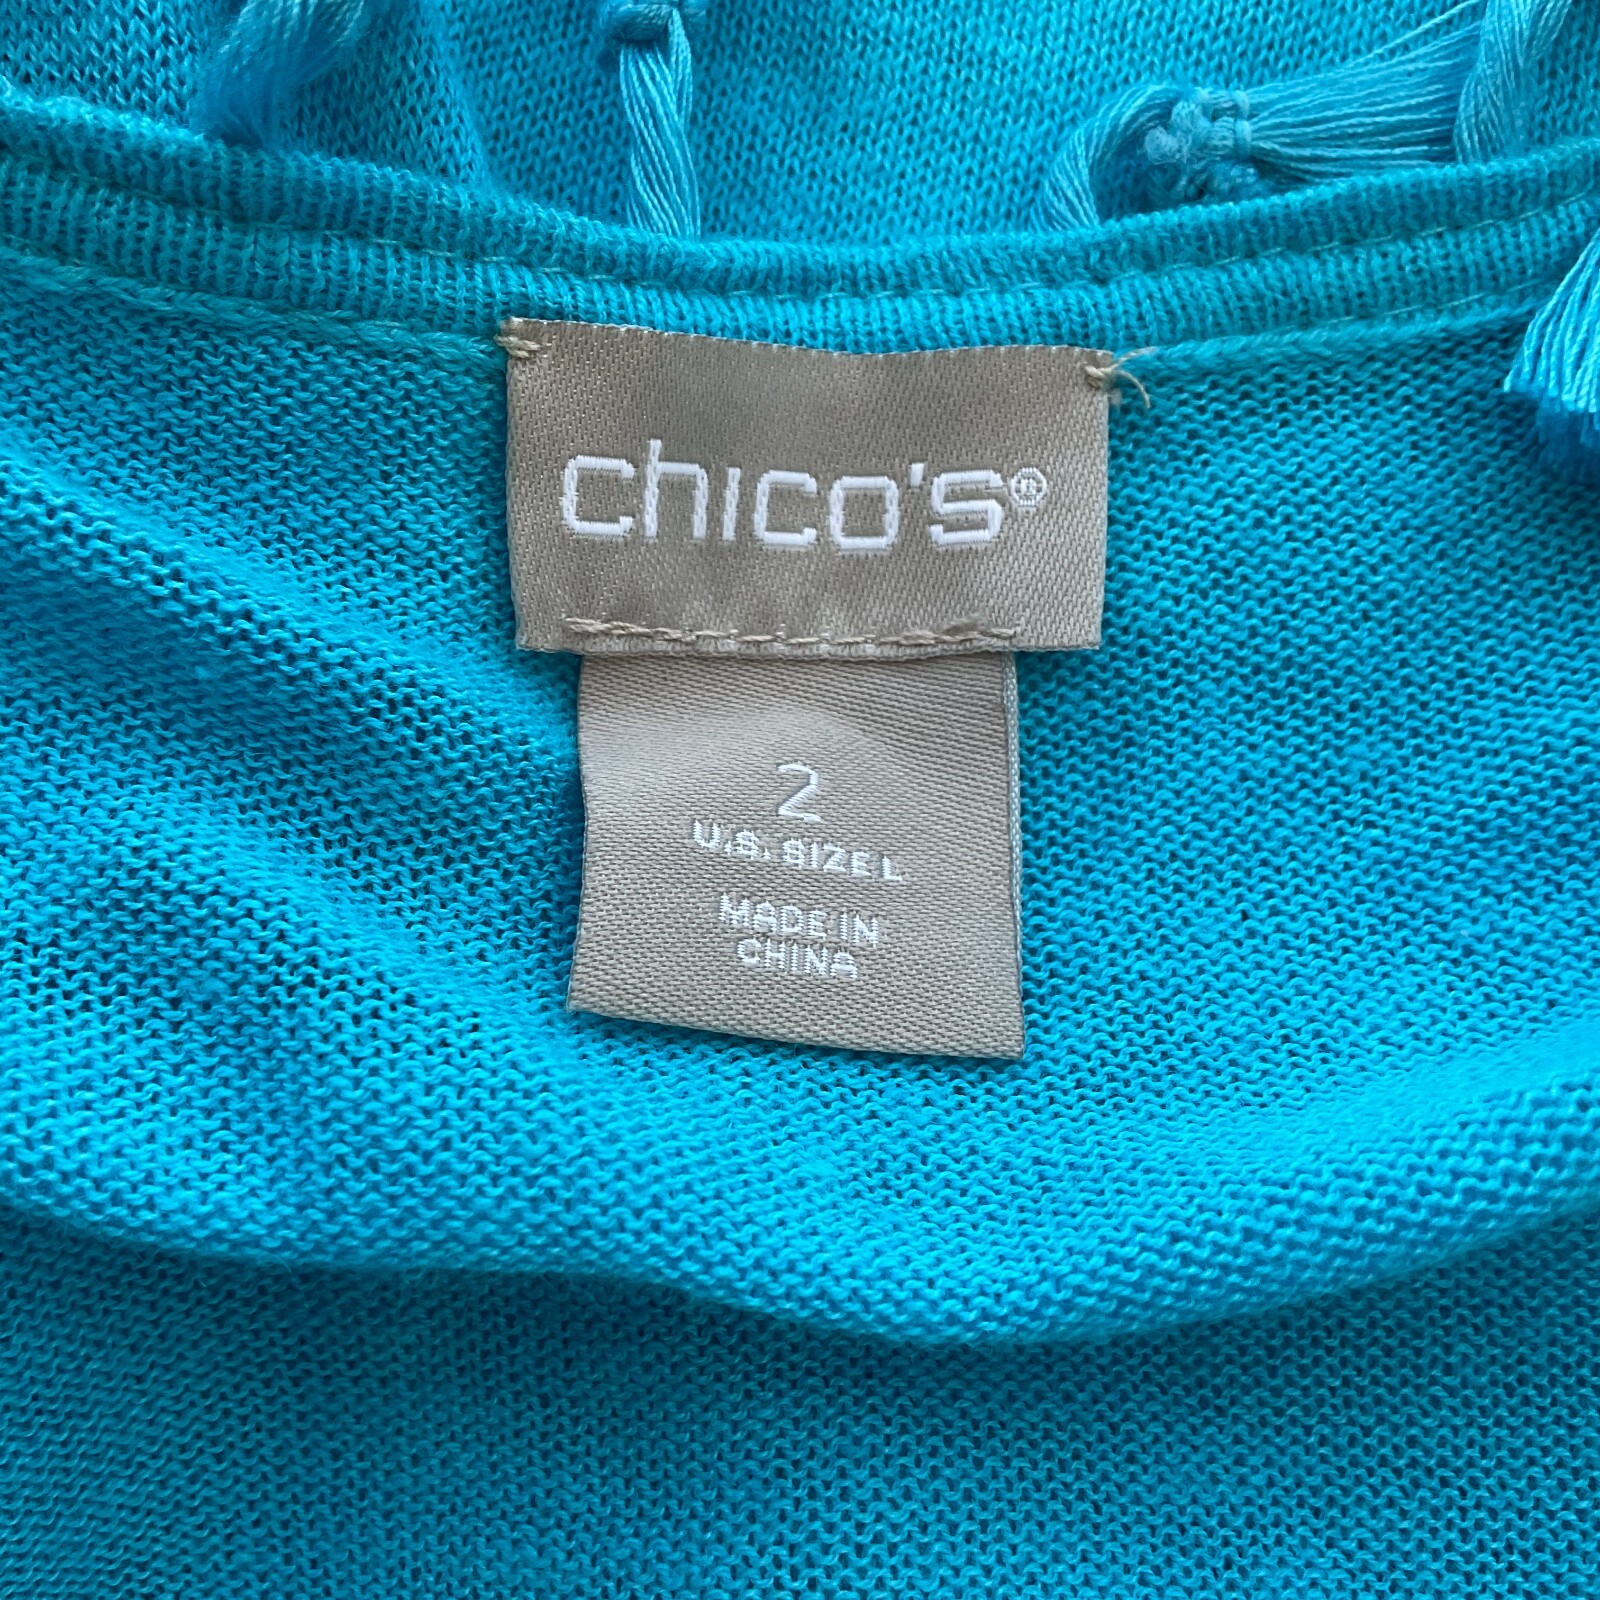 chico's®
2
U.S. SIZE L
MADE IN
CHINA